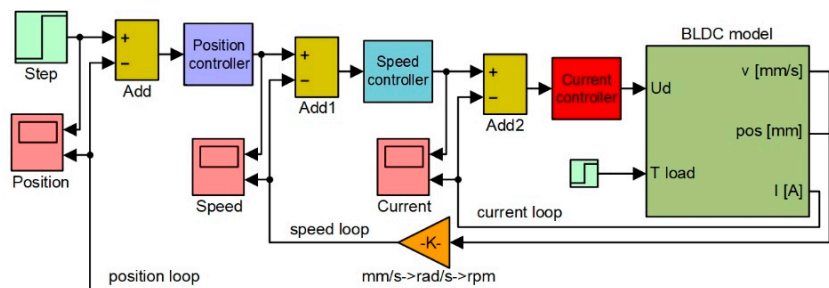 BLDC model
Step
+
−
Add
Position
controller
+
−
Add1
Speed
controller
+
−
Add2
Current
controller
Ud
T load
v [mm/s]
pos [mm]
I [A]
Position
Speed
Current
current loop
speed loop
-K-
mm/s->rad/s->rpm
position loop